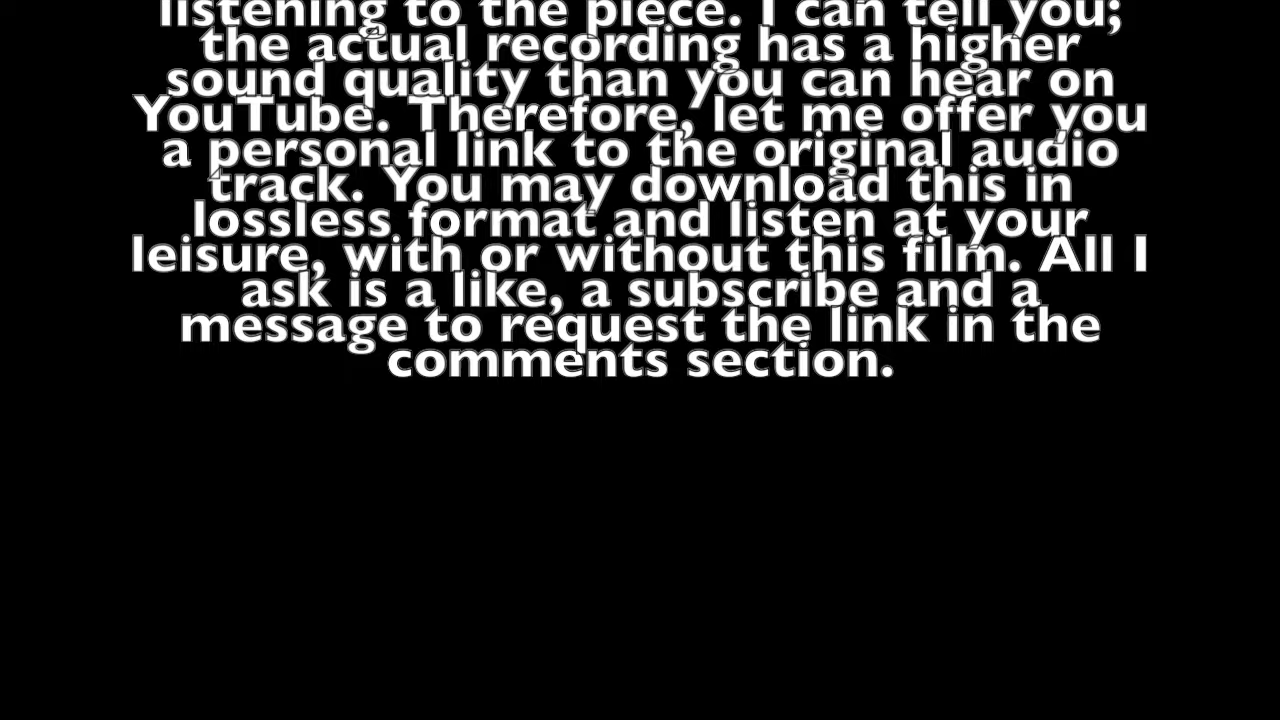 listening to the piece. I can tell you;
the actual recording has a higher
sound quality than you can hear on
YouTube. Therefore, let me offer you
a personal link to the original audio
track. You may download this in
lossless format and listen at your
leisure, with or without this film. All I
ask is a like, a subscribe and a
message to request the link in the
comments section.